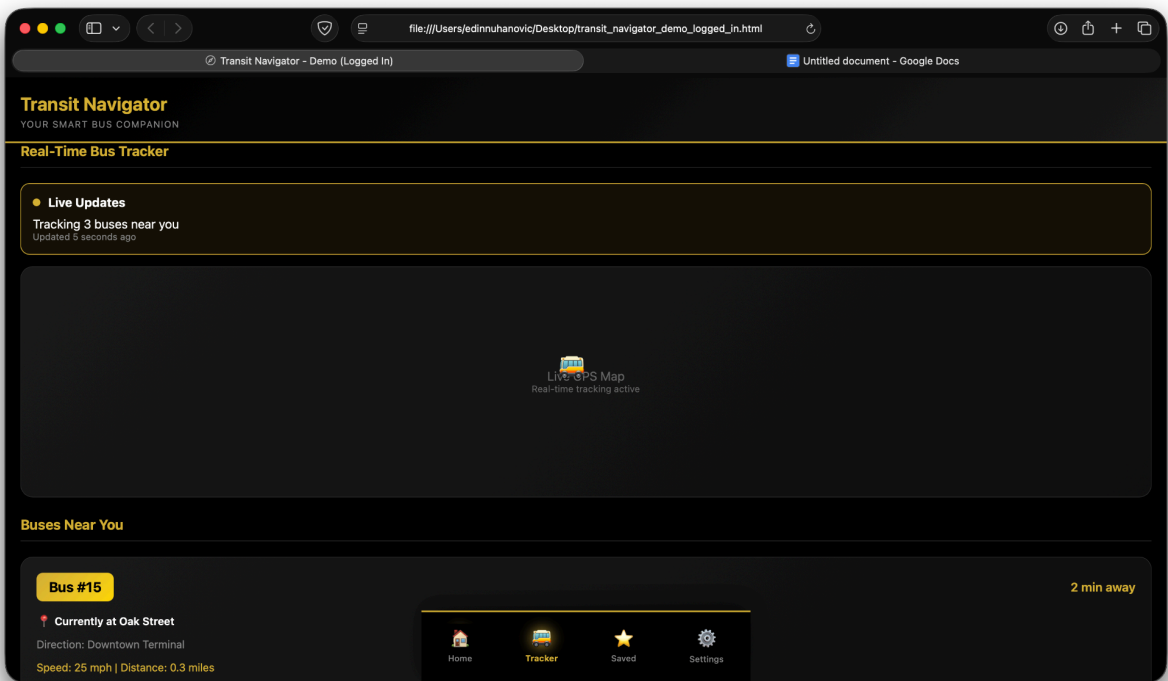 file:///Users/edinnuhanovic/Desktop/transit_navigator_demo_logged_in.html
Transit Navigator - Demo (Logged In)
Untitled document - Google Docs
Transit Navigator
YOUR SMART BUS COMPANION
Real-Time Bus Tracker
Live Updates
Tracking 3 buses near you
Updated 5 seconds ago
Live GPS Map
Real-time tracking active
Buses Near You
Bus #15
2 min away
Currently at Oak Street
Direction: Downtown Terminal
Speed: 25 mph | Distance: 0.3 miles
Home
Tracker
Saved
Settings